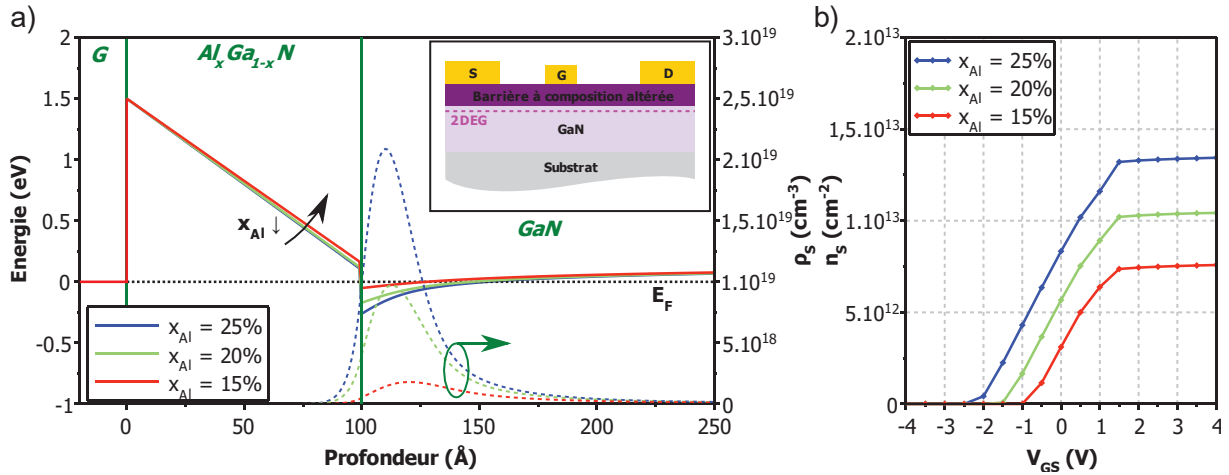 a)
G
AlxGa1-xN
2
1.5
1
0.5
0
-0.5
-1
Energie (eV)
0
50
100
150
200
250
Profondeur (Å)
3.10^19
2,5.10^19
2.10^19
1,5.10^19
1.10^19
5.10^18
0
ρS (cm-3)
S
G
D
Barrière à composition altérée
2DEG
GaN
Substrat
GaN
xAl ↓
EF
xAl = 25%
xAl = 20%
xAl = 15%
b)
2.10^13
1,5.10^13
1.10^13
5.10^12
0
nS (cm-2)
xAl = 25%
xAl = 20%
xAl = 15%
-4
-3
-2
-1
0
1
2
3
4
VGS (V)